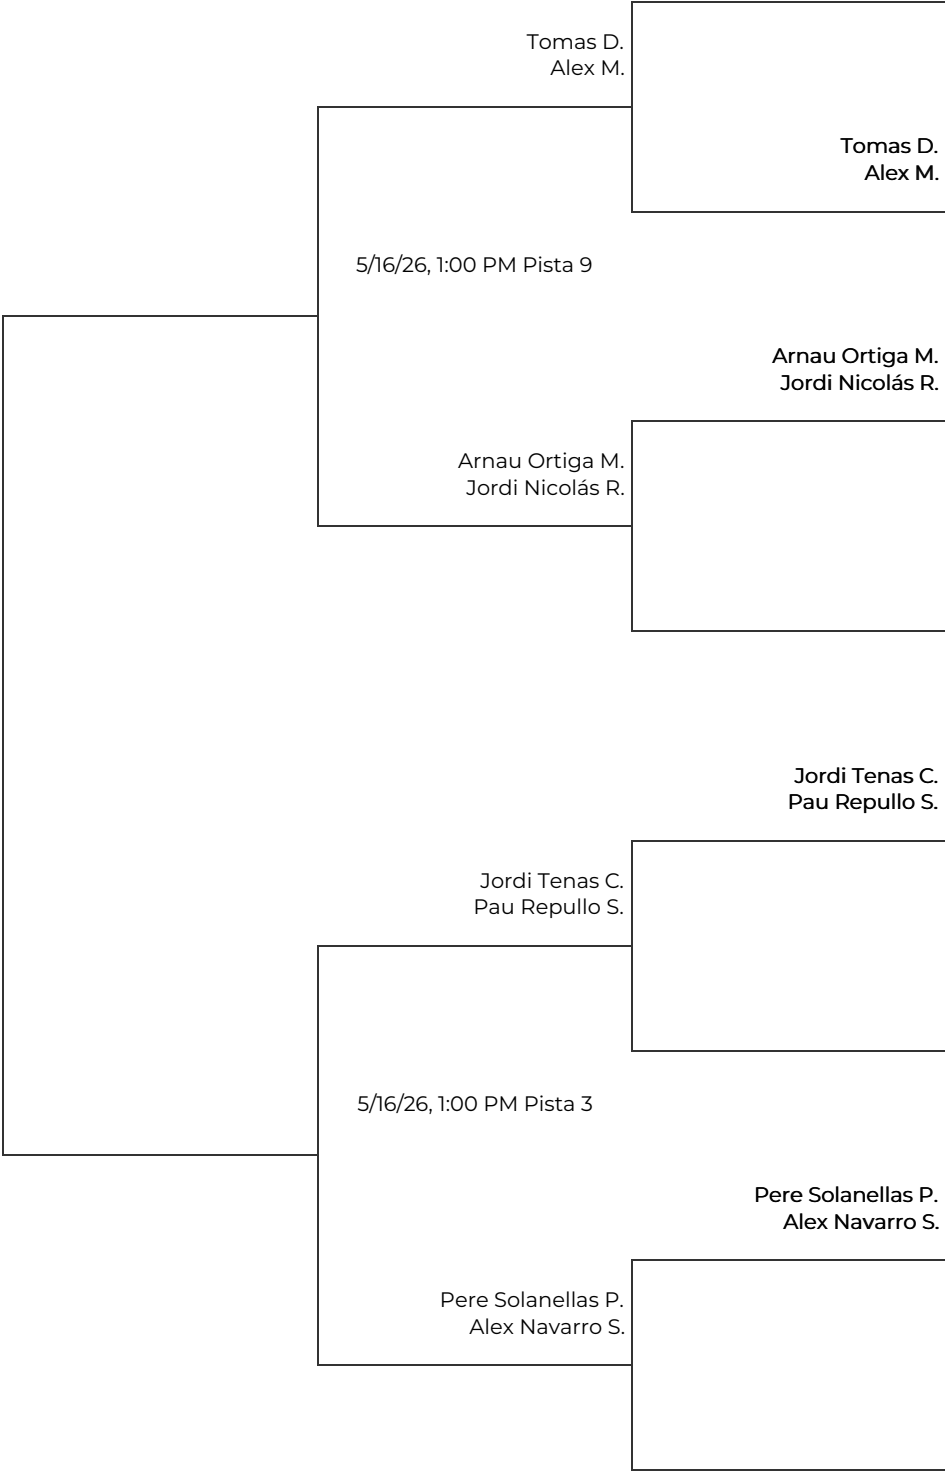 Tomas D.
Alex M.
Tomas D.
Alex M.
5/16/26, 1:00 PM Pista 9
Arnau Ortiga M.
Jordi Nicolás R.
Arnau Ortiga M.
Jordi Nicolás R.
Jordi Tenas C.
Pau Repullo S.
Jordi Tenas C.
Pau Repullo S.
5/16/26, 1:00 PM Pista 3
Pere Solanellas P.
Alex Navarro S.
Pere Solanellas P.
Alex Navarro S.